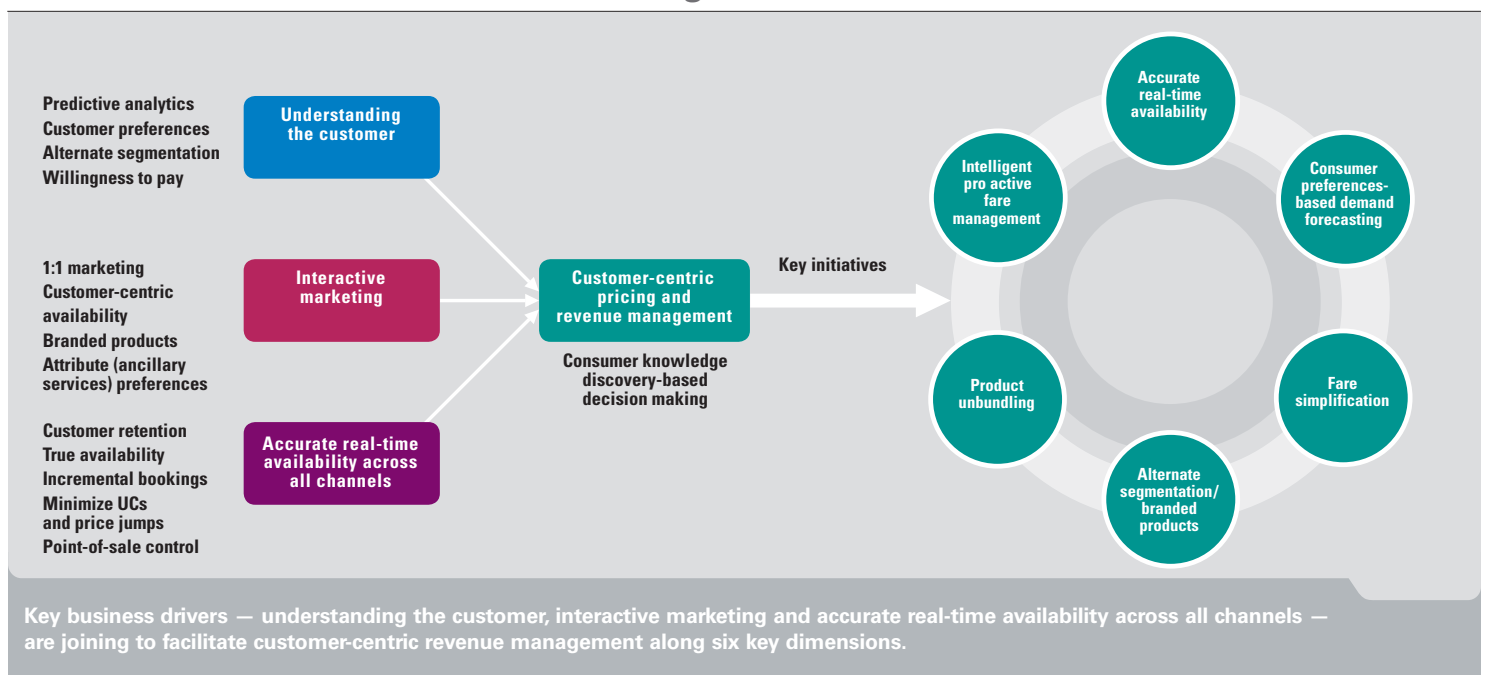 Predictive analytics
Customer preferences
Alternate segmentation
Willingness to pay
Understanding
the customer
1:1 marketing
Customer-centric
availability
Branded products
Attribute (ancillary
services) preferences
Interactive
marketing
Customer retention
True availability
Incremental bookings
Minimize UCs
and price jumps
Point-of-sale control
Accurate real-time
availability across
all channels
Customer-centric
pricing and
revenue management
Consumer knowledge
discovery-based
decision making
Key initiatives
Accurate
real-time
availability
Consumer
preferences-
based demand
forecasting
Fare
simplification
Alternate
segmentation/
branded
products
Product
unbundling
Intelligent
pro active
fare
management
Key business drivers — understanding the customer, interactive marketing and accurate real-time availability across all channels —
are joining to facilitate customer-centric revenue management along six key dimensions.